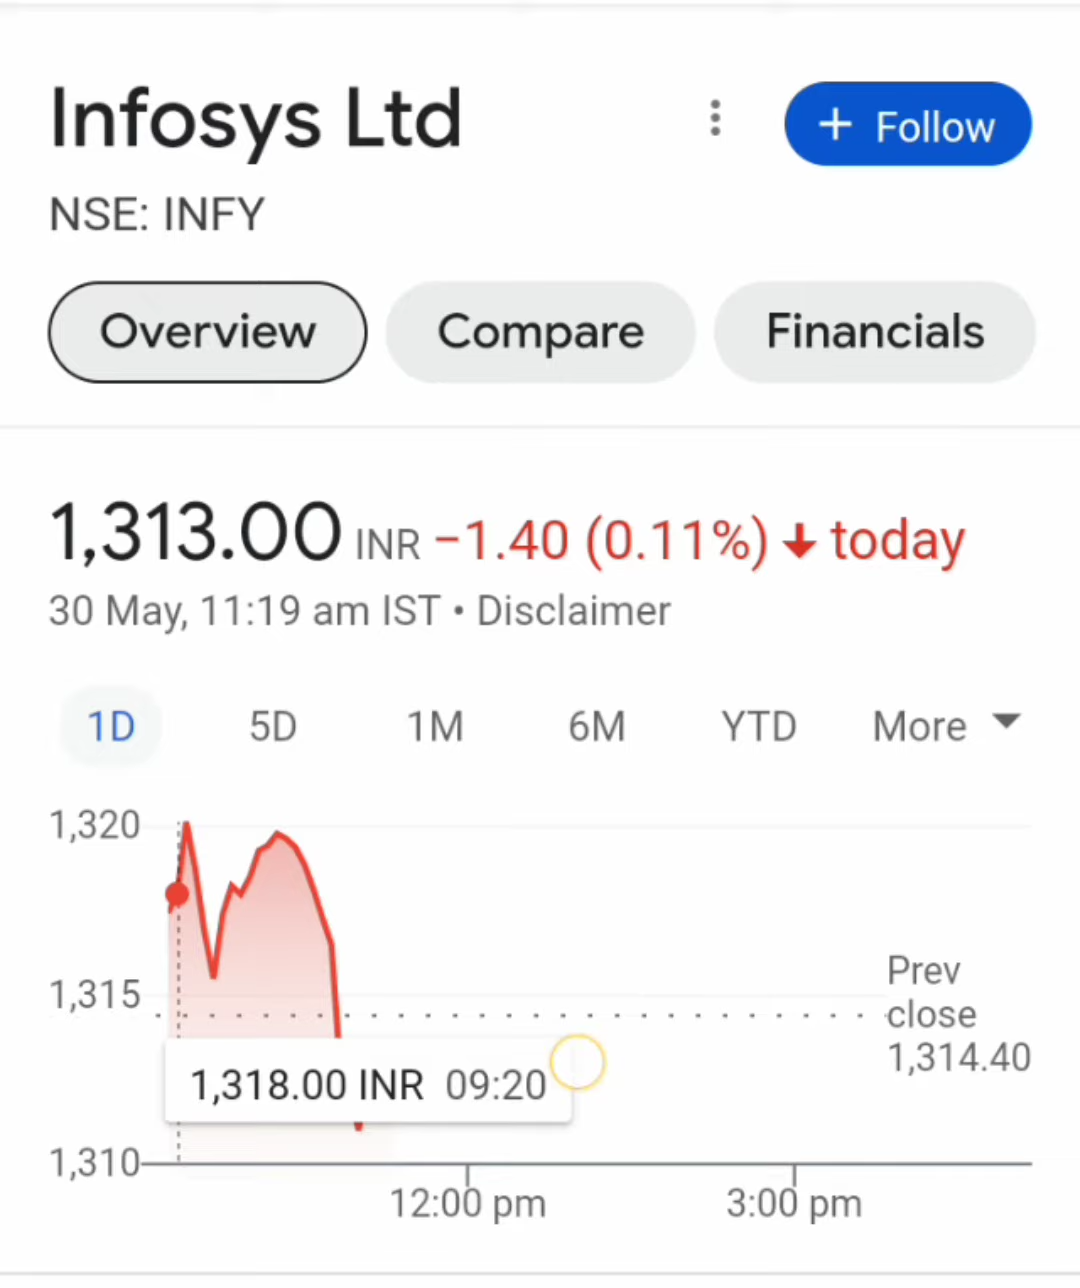 Infosys Ltd
+ Follow
NSE: INFY
Overview Compare Financials
1,313.00 INR −1.40 (0.11%) ↓ today
30 May, 11:19 am IST • Disclaimer
1D 5D 1M 6M YTD More
1,320
1,315
Prev
close
1,314.40
1,318.00 INR 09:20
1,310
12:00 pm 3:00 pm